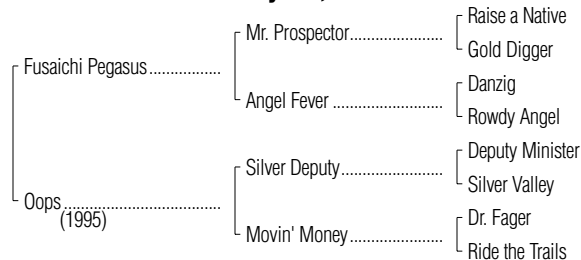 Raise a Native
Mr. Prospector....................
Gold Digger
Fusaichi Pegasus................
Danzig
Angel Fever........................
Rowdy Angel
Deputy Minister
Silver Deputy......................
Silver Valley
Oops...................................
(1995)
Dr. Fager
Movin' Money....................
Ride the Trails